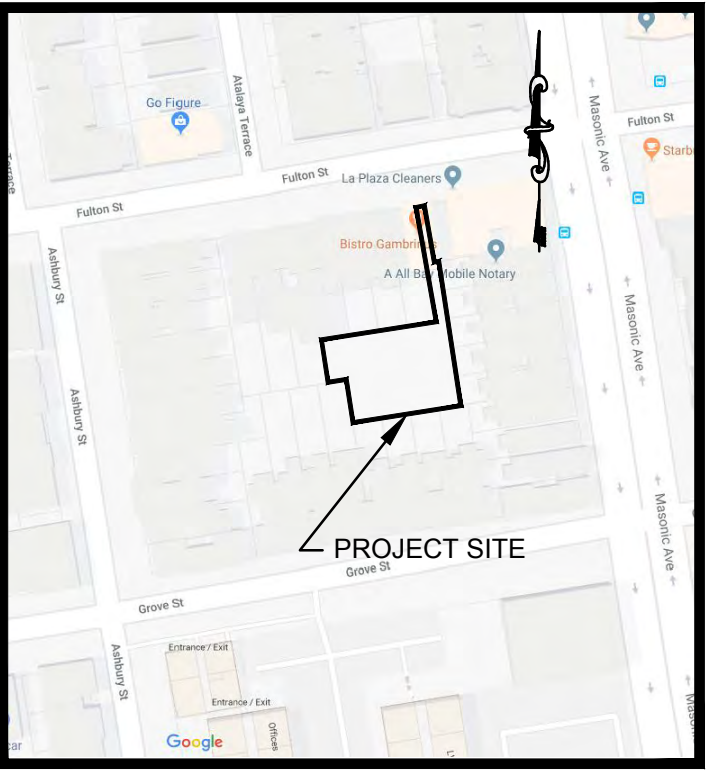 Go Figure
Atalaya Terrace
Terrace
Masonic Ave
Fulton St
Fulton St
Fulton St
La Plaza Cleaners
Bistro Gambrinus
A All Bay Mobile Notary
Ashbury St
Masonic Ave
Ashbury St
Masonic Ave
PROJECT SITE
Grove St
Grove St
Ashbury St
Entrance / Exit
Entrance / Exit
Offices
Google
car